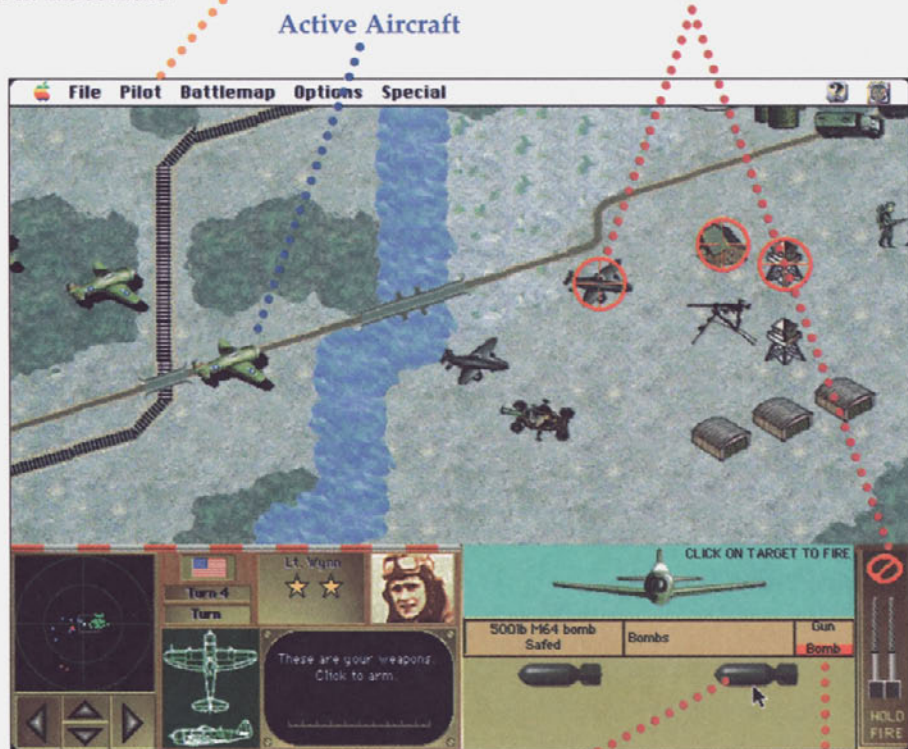 Active Aircraft
File Pilot Battlemap Options Special
?
Lt. Wynn
Turn 4
Turn
These are your weapons.
Click to arm.
CLICK ON TARGET TO FIRE
500lb M64 bomb
Safed
Bombs
Gun
Bomb
HOLD
FIRE